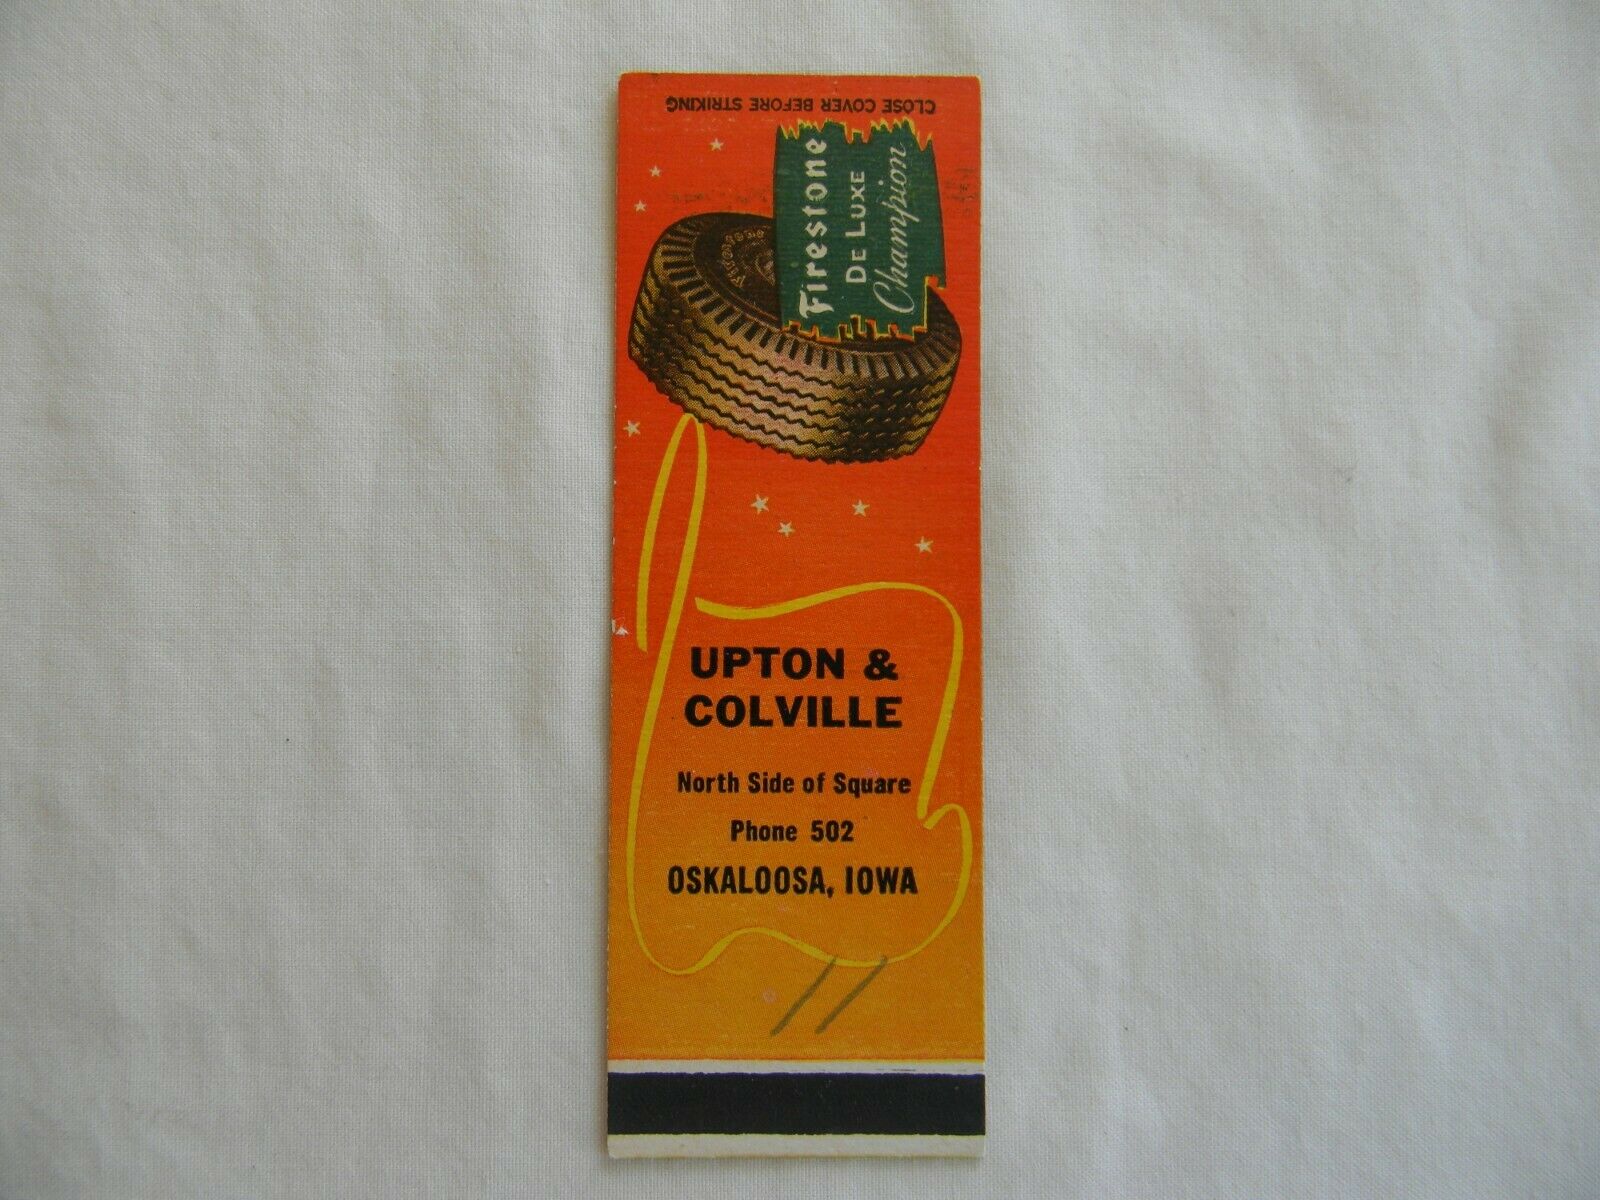 CLOSE COVER BEFORE STRIKING
Firestone
DE LUXE
Champion
Firestone
UPTON &
COLVILLE
North Side of Square
Phone 502
OSKALOOSA, IOWA
11